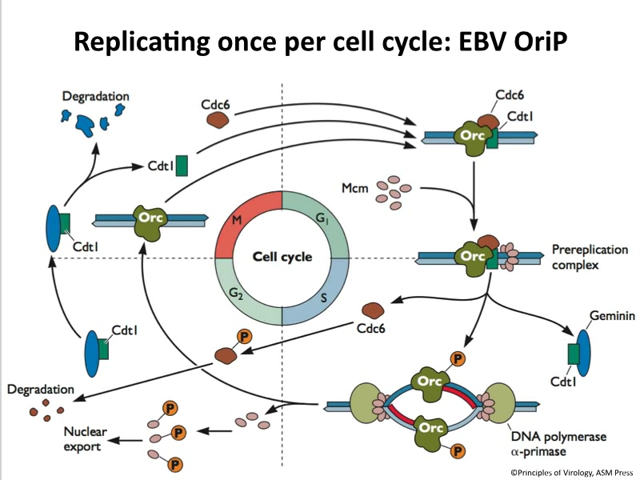 Replicating once per cell cycle: EBV OriP
Degradation
Cdc6
Cdc6
Cdt1
Orc
Cdt1
Mcm
Orc
Cdt1
M
G1
Cell cycle
G2
S
Orc
Prereplication
complex
Cdt1
Cdc6
P
Geminin
Cdt1
P
Orc
Degradation
Nuclear
export
P
P
P
Orc
P
DNA polymerase
α-primase
©Principles of Virology, ASM Press